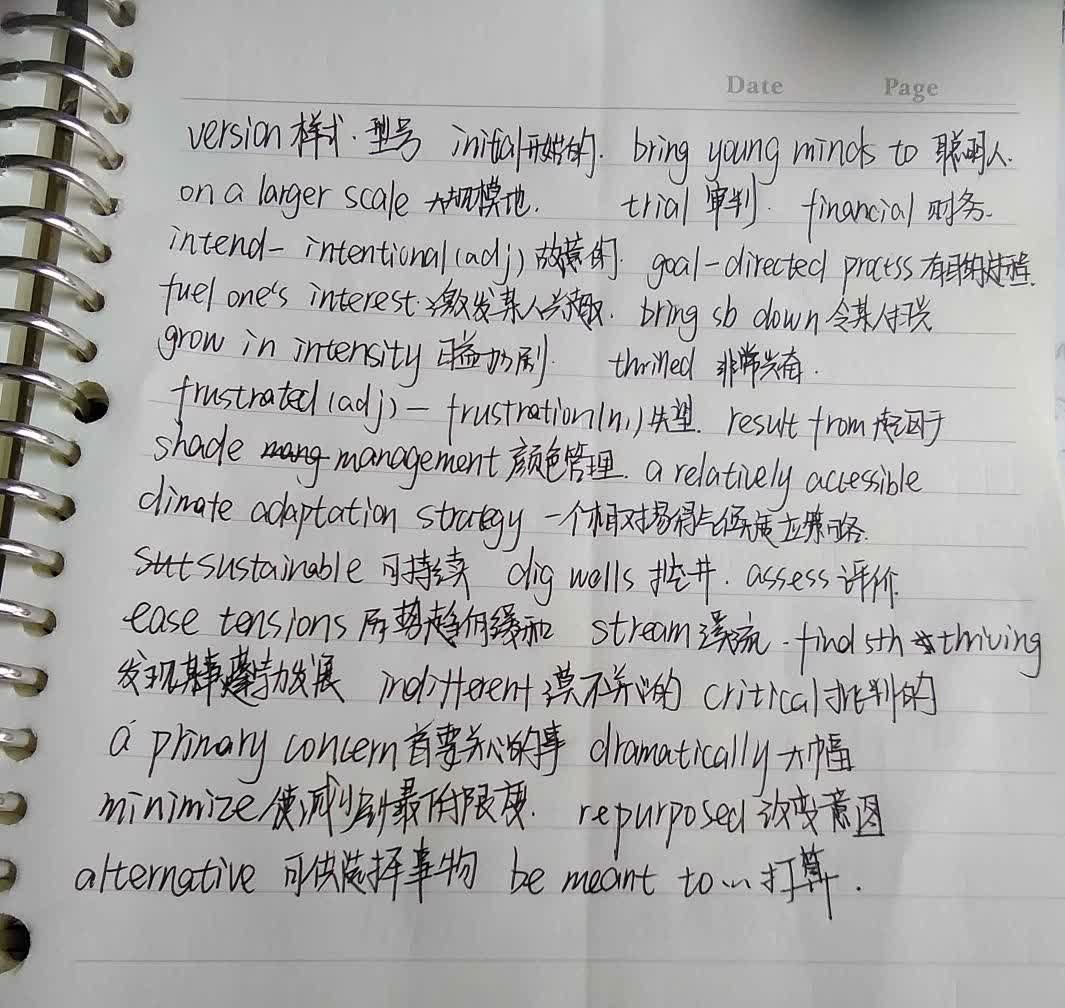 Date Page
version 样式.型号 initial 开始的. bring young minds to 聪明人.
on a larger scale 大规模地. trial 审判. financial 财务.
intend- intentional(adj) 故意的. goal-directed process 有目的过程.
fuel one's interest.激发某人兴趣. bring sb down 令某人扫兴
grow in intensity 日益加剧. thrilled 非常兴奋.
frustrated(adj)- frustration(n.)失望. result from 起因于
shade management 颜色管理. a relatively accessible
climate adaptation strategy 一个相对易得气候适应策略.
sustainable 可持续 dig wells 挖井. assess 评价
ease tensions 局势趋向缓和 stream 溪流.find sth thriving
发现某事蓬勃发展 indifferent 漠不关心的 critical 批判的
a primary concern 首要关心的事 dramatically 大幅
minimize 使减少到最低限度. repurposed 改变意图
alternative 可供选择事物 be meant to... 打算.